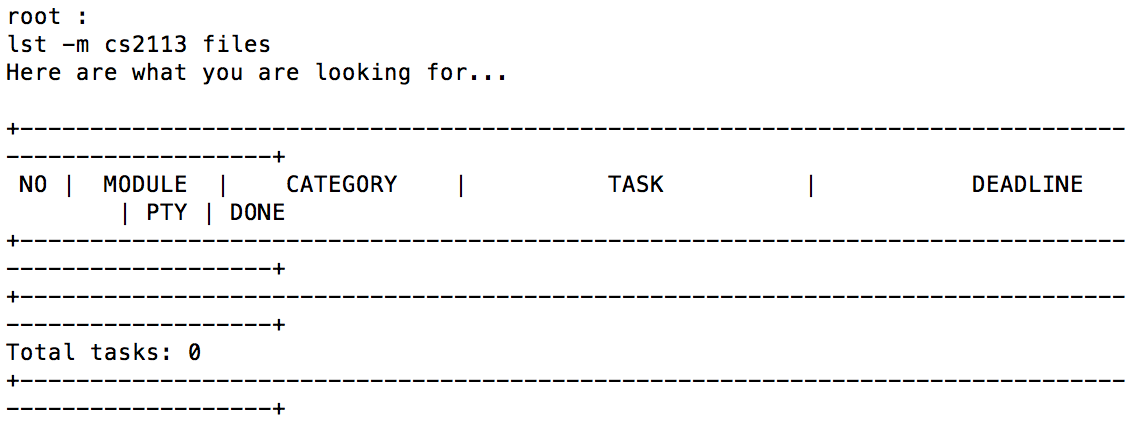 root :
lst -m cs2113 files
Here are what you are looking for...
+-------------------------------------------------------------------------------
-------------------+
 NO |  MODULE  |    CATEGORY    |          TASK          |           DEADLINE
        | PTY | DONE
+-------------------------------------------------------------------------------
-------------------+
+-------------------------------------------------------------------------------
-------------------+
Total tasks: 0
+-------------------------------------------------------------------------------
-------------------+